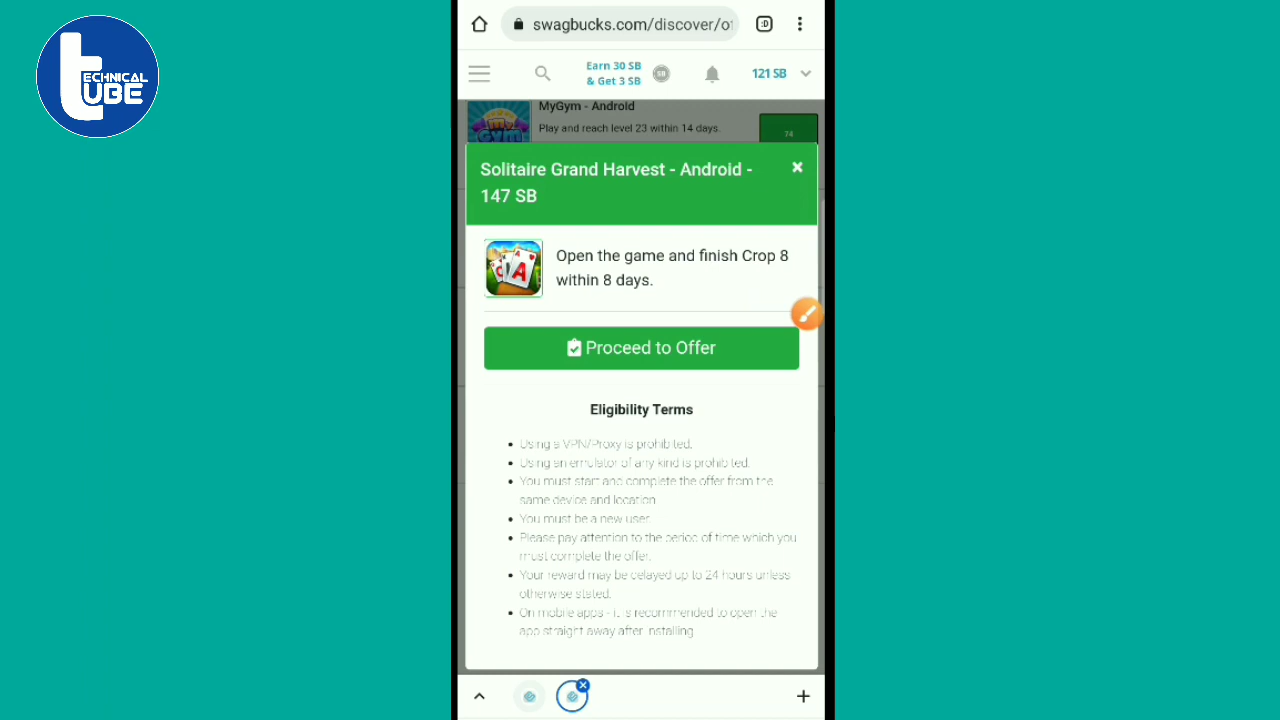 TECHNICAL
TUBE
swagbucks.com/discover/o
:D
Earn 30 SB
& Get 3 SB
SB
121 SB
MyGym - Android
Play and reach level 23 within 14 days.
74
Solitaire Grand Harvest - Android -
147 SB
Open the game and finish Crop 8
within 8 days.
Proceed to Offer
Eligibility Terms
Using a VPN/Proxy is prohibited.
Using an emulator of any kind is prohibited.
You must start and complete the offer from the
same device and location.
You must be a new user.
Please pay attention to the period of time which you
must complete the offer.
Your reward may be delayed up to 24 hours unless
otherwise stated.
On mobile apps - it is recommended to open the
app straight away after installing.